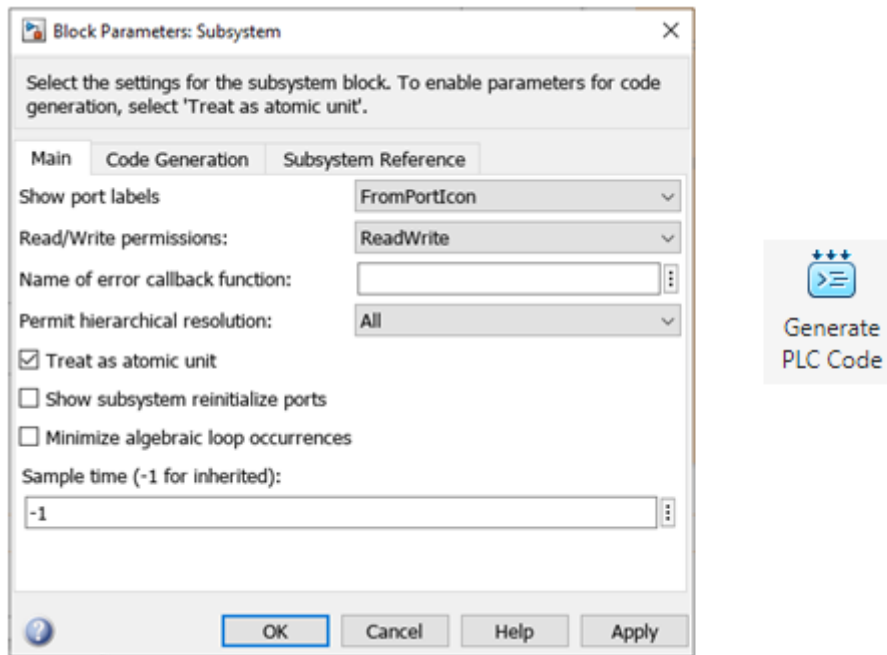 Block Parameters: Subsystem
Select the settings for the subsystem block. To enable parameters for code
generation, select 'Treat as atomic unit'.
Main Code Generation Subsystem Reference
Show port labels FromPortIcon
Read/Write permissions: ReadWrite
Name of error callback function:
Permit hierarchical resolution: All
Treat as atomic unit
Show subsystem reinitialize ports
Minimize algebraic loop occurrences
Sample time (-1 for inherited):
-1
OK Cancel Help Apply
Generate
PLC Code